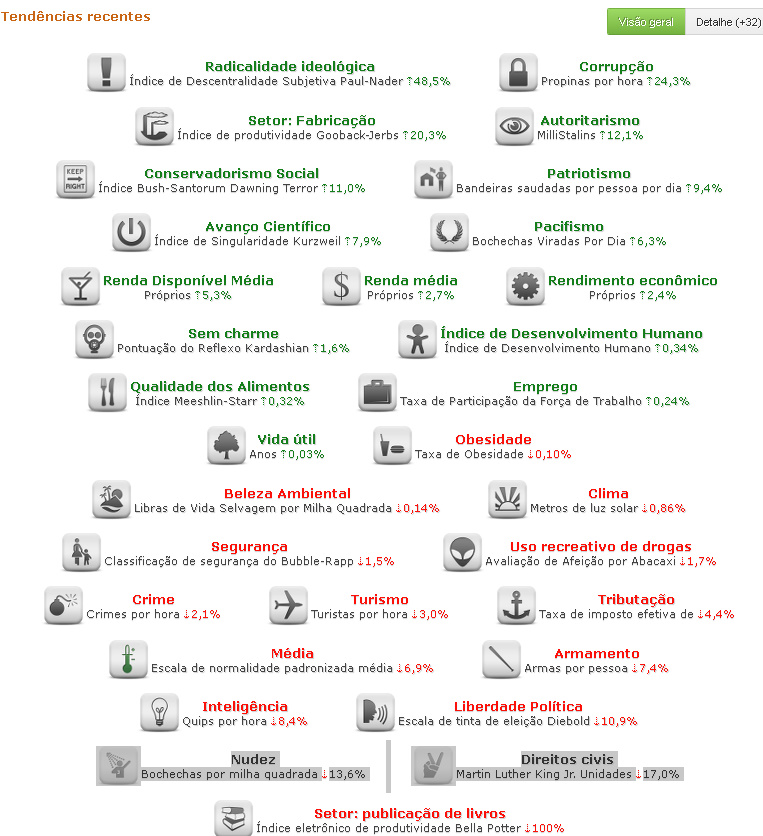 Tendências recentes
Visão geral Detalhe (+32)
Radicalidade ideológica
Índice de Descentralidade Subjetiva Paul-Nader ↑48,5%
Corrupção
Propinas por hora ↑24,3%
Setor: Fabricação
Índice de produtividade Gooback-Jerbs ↑20,3%
Autoritarismo
MilliStalins ↑12,1%
KEEP
RIGHT
Conservadorismo Social
Índice Bush-Santorum Dawning Terror ↑11,0%
Patriotismo
Bandeiras saudadas por pessoa por dia ↑9,4%
Avanço Científico
Índice de Singularidade Kurzweil ↑7,9%
Pacifismo
Bochechas Viradas Por Dia ↑6,3%
Renda Disponível Média
Próprios ↑5,3%
$
Renda média
Próprios ↑2,7%
Rendimento econômico
Próprios ↑2,4%
Sem charme
Pontuação do Reflexo Kardashian ↑1,6%
Índice de Desenvolvimento Humano
Índice de Desenvolvimento Humano ↑0,34%
Qualidade dos Alimentos
Índice Meeshlin-Starr ↑0,32%
Emprego
Taxa de Participação da Força de Trabalho ↑0,24%
Vida útil
Anos ↑0,03%
Obesidade
Taxa de Obesidade ↓0,10%
Beleza Ambiental
Libras de Vida Selvagem por Milha Quadrada ↓0,14%
Clima
Metros de luz solar ↓0,86%
Segurança
Classificação de segurança do Bubble-Rapp ↓1,5%
Uso recreativo de drogas
Avaliação de Afeição por Abacaxi ↓1,7%
Crime
Crimes por hora ↓2,1%
Turismo
Turistas por hora ↓3,0%
Tributação
Taxa de imposto efetiva de ↓4,4%
Média
Escala de normalidade padronizada média ↓6,9%
Armamento
Armas por pessoa ↓7,4%
Inteligência
Quips por hora ↓8,4%
Liberdade Política
Escala de tinta de eleição Diebold ↓10,9%
Nudez
Bochechas por milha quadrada ↓13,6%
Direitos civis
Martin Luther King Jr. Unidades ↓17,0%
Setor: publicação de livros
Índice eletrônico de produtividade Bella Potter ↓100%